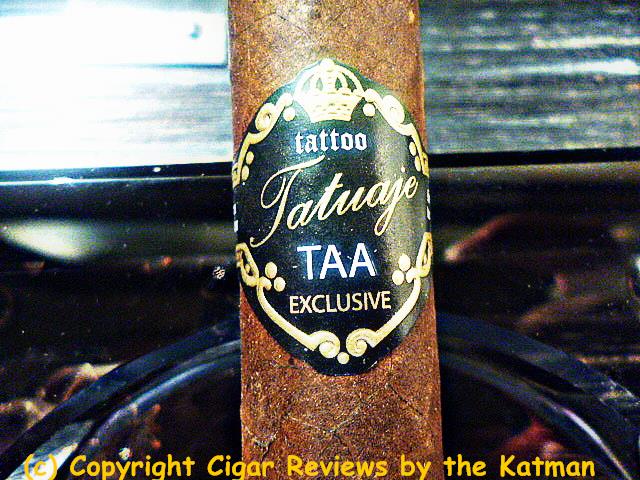 tattoo
Tatuaje
TAA
EXCLUSIVE
(c) Copyright Cigar Reviews by the Katman